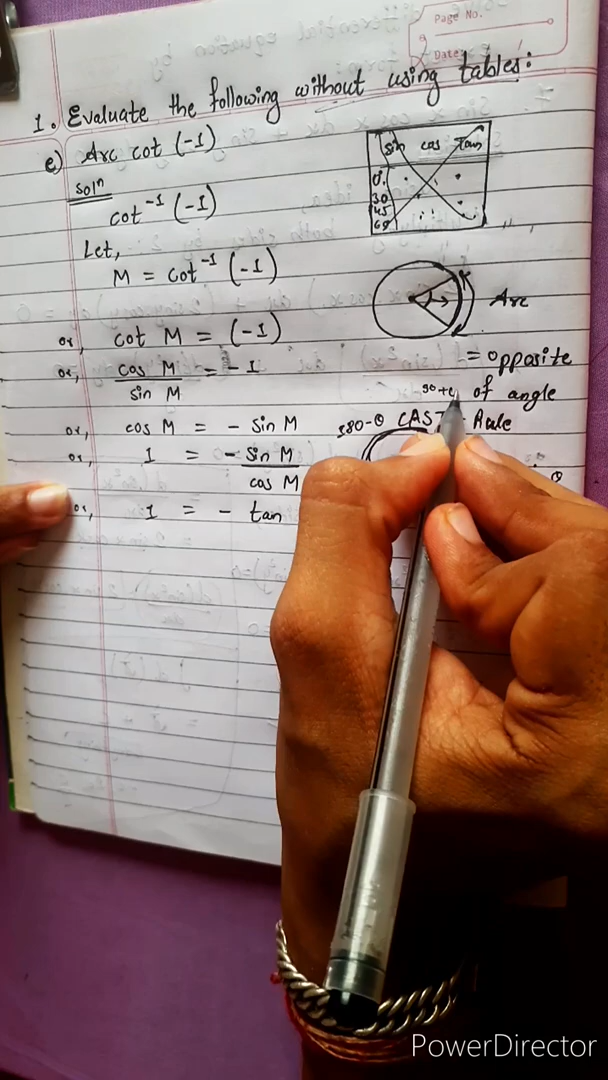 Page No.
Date:
1. Evaluate the following without using tables:
e) Arc cot (-1)
Solⁿ
cot⁻¹ (-1)
Let,
M = cot⁻¹ (-1)
or, cot M = (-1)
or, cos M / sin M = -1
or, cos M = - sin M
or, 1 = - sin M / cos M
or, 1 = - tan
sin cos Tan
0.
30
45
60
Arc
= opposite
of angle
90+θ
180-θ CAST Rule
θ
PowerDirector